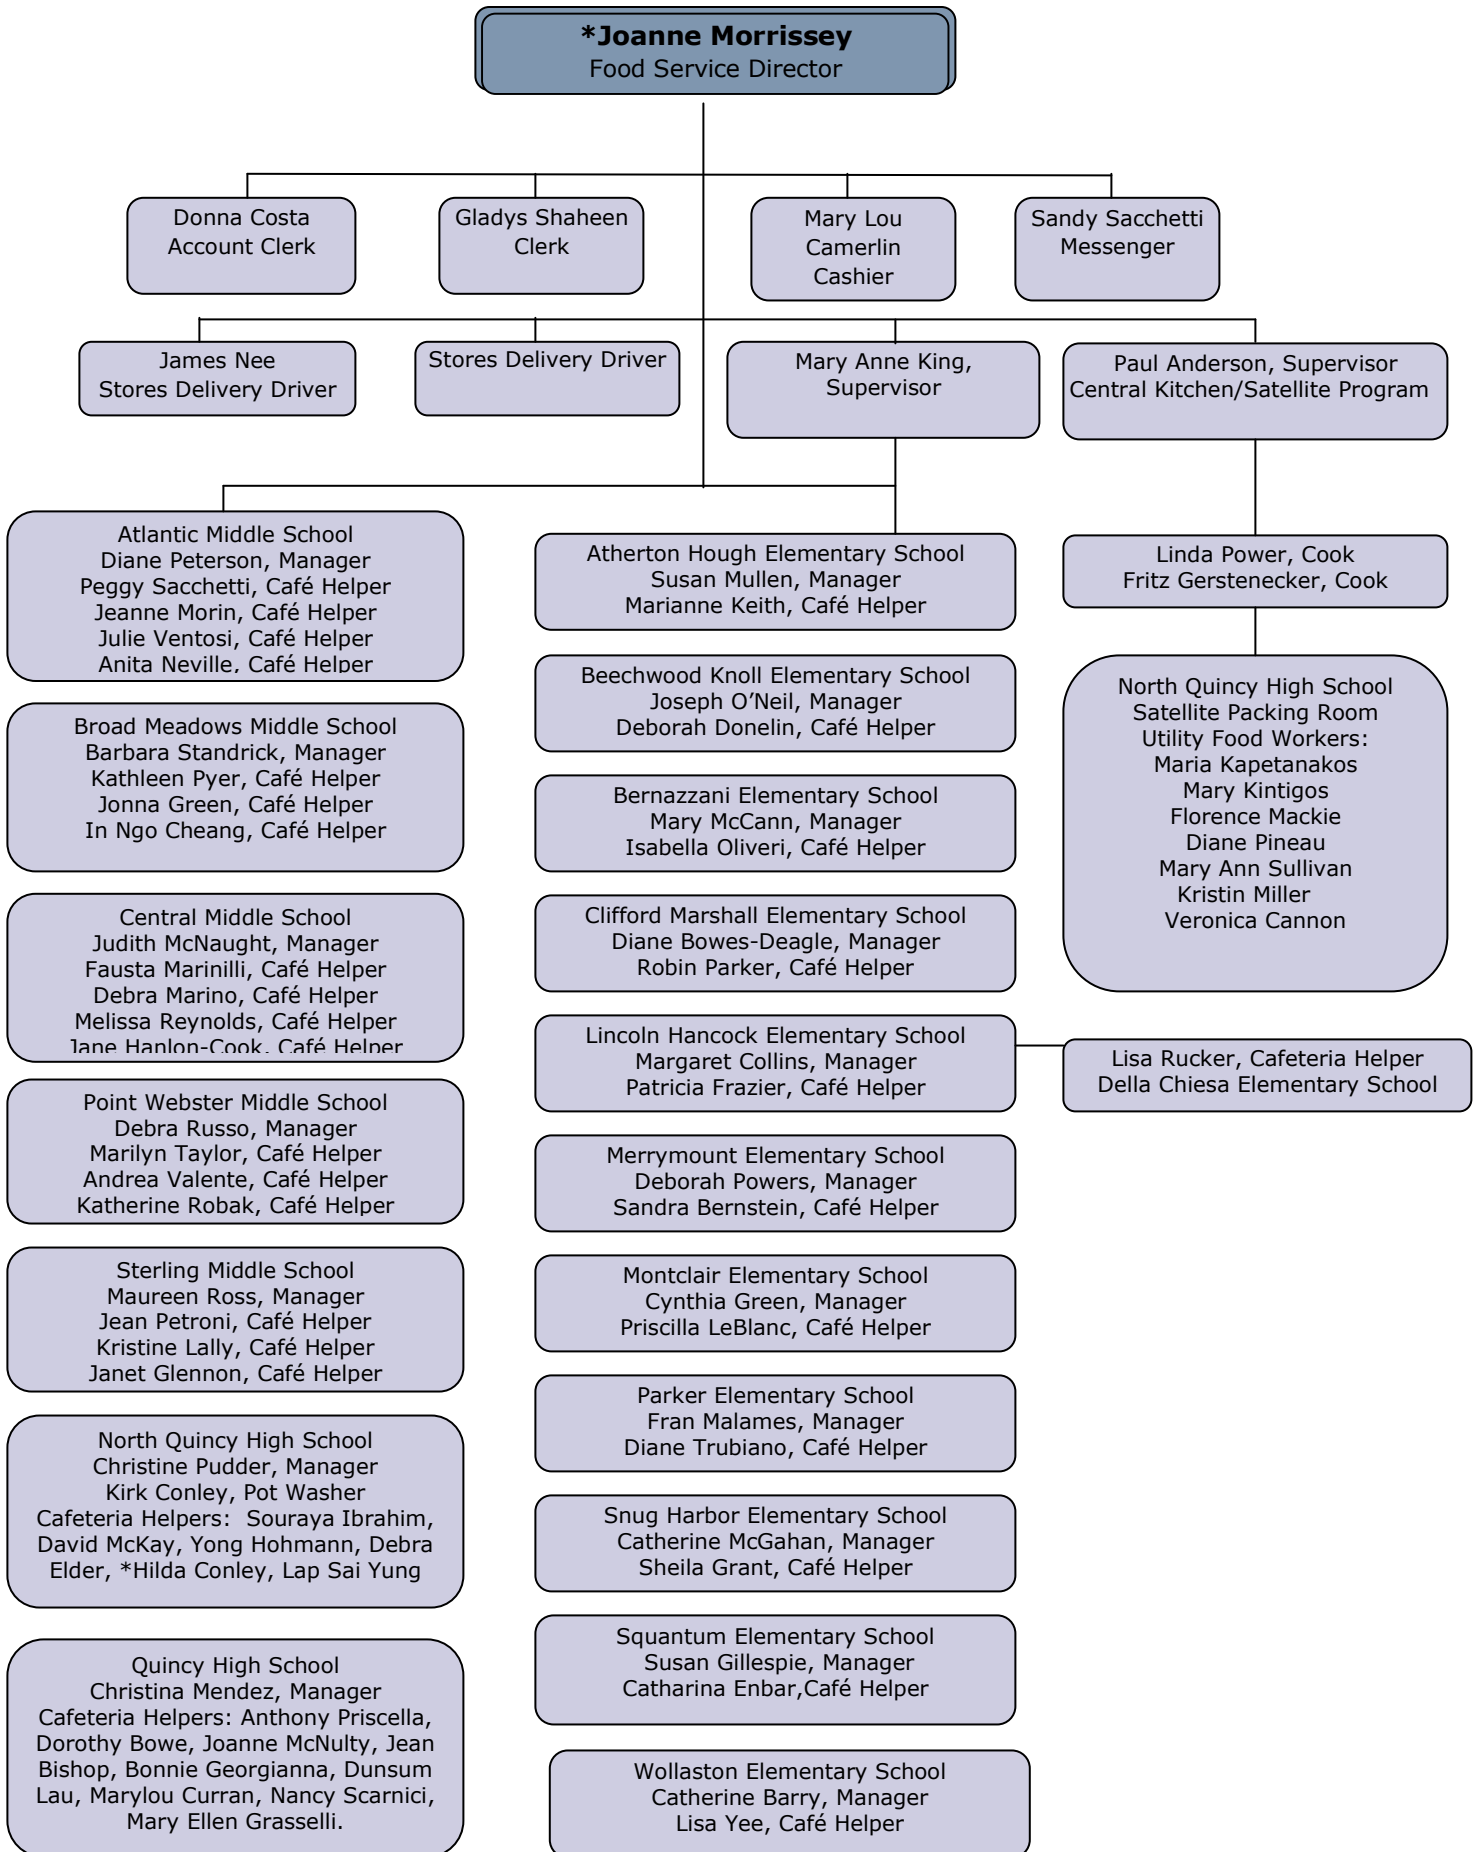 *Joanne Morrissey
Food Service Director
Donna Costa
Account Clerk
Gladys Shaheen
Clerk
Mary Lou
Camerlin
Cashier
Sandy Sacchetti
Messenger
James Nee
Stores Delivery Driver
Stores Delivery Driver
Mary Anne King,
Supervisor
Paul Anderson, Supervisor
Central Kitchen/Satellite Program
Atlantic Middle School
Diane Peterson, Manager
Peggy Sacchetti, Café Helper
Jeanne Morin, Café Helper
Julie Ventosi, Café Helper
Anita Neville, Café Helper
Broad Meadows Middle School
Barbara Standrick, Manager
Kathleen Pyer, Café Helper
Jonna Green, Café Helper
In Ngo Cheang, Café Helper
Central Middle School
Judith McNaught, Manager
Fausta Marinilli, Café Helper
Debra Marino, Café Helper
Melissa Reynolds, Café Helper
Jane Hanlon-Cook, Café Helper
Point Webster Middle School
Debra Russo, Manager
Marilyn Taylor, Café Helper
Andrea Valente, Café Helper
Katherine Robak, Café Helper
Sterling Middle School
Maureen Ross, Manager
Jean Petroni, Café Helper
Kristine Lally, Café Helper
Janet Glennon, Café Helper
North Quincy High School
Christine Pudder, Manager
Kirk Conley, Pot Washer
Cafeteria Helpers:  Souraya Ibrahim,
David McKay, Yong Hohmann, Debra
Elder, *Hilda Conley, Lap Sai Yung
Quincy High School
Christina Mendez, Manager
Cafeteria Helpers: Anthony Priscella,
Dorothy Bowe, Joanne McNulty, Jean
Bishop, Bonnie Georgianna, Dunsum
Lau, Marylou Curran, Nancy Scarnici,
Mary Ellen Grasselli.
Atherton Hough Elementary School
Susan Mullen, Manager
Marianne Keith, Café Helper
Beechwood Knoll Elementary School
Joseph O’Neil, Manager
Deborah Donelin, Café Helper
Bernazzani Elementary School
Mary McCann, Manager
Isabella Oliveri, Café Helper
Clifford Marshall Elementary School
Diane Bowes-Deagle, Manager
Robin Parker, Café Helper
Lincoln Hancock Elementary School
Margaret Collins, Manager
Patricia Frazier, Café Helper
Merrymount Elementary School
Deborah Powers, Manager
Sandra Bernstein, Café Helper
Montclair Elementary School
Cynthia Green, Manager
Priscilla LeBlanc, Café Helper
Parker Elementary School
Fran Malames, Manager
Diane Trubiano, Café Helper
Snug Harbor Elementary School
Catherine McGahan, Manager
Sheila Grant, Café Helper
Squantum Elementary School
Susan Gillespie, Manager
Catharina Enbar,Café Helper
Wollaston Elementary School
Catherine Barry, Manager
Lisa Yee, Café Helper
Linda Power, Cook
Fritz Gerstenecker, Cook
North Quincy High School
Satellite Packing Room
Utility Food Workers:
Maria Kapetanakos
Mary Kintigos
Florence Mackie
Diane Pineau
Mary Ann Sullivan
Kristin Miller
Veronica Cannon
Lisa Rucker, Cafeteria Helper
Della Chiesa Elementary School